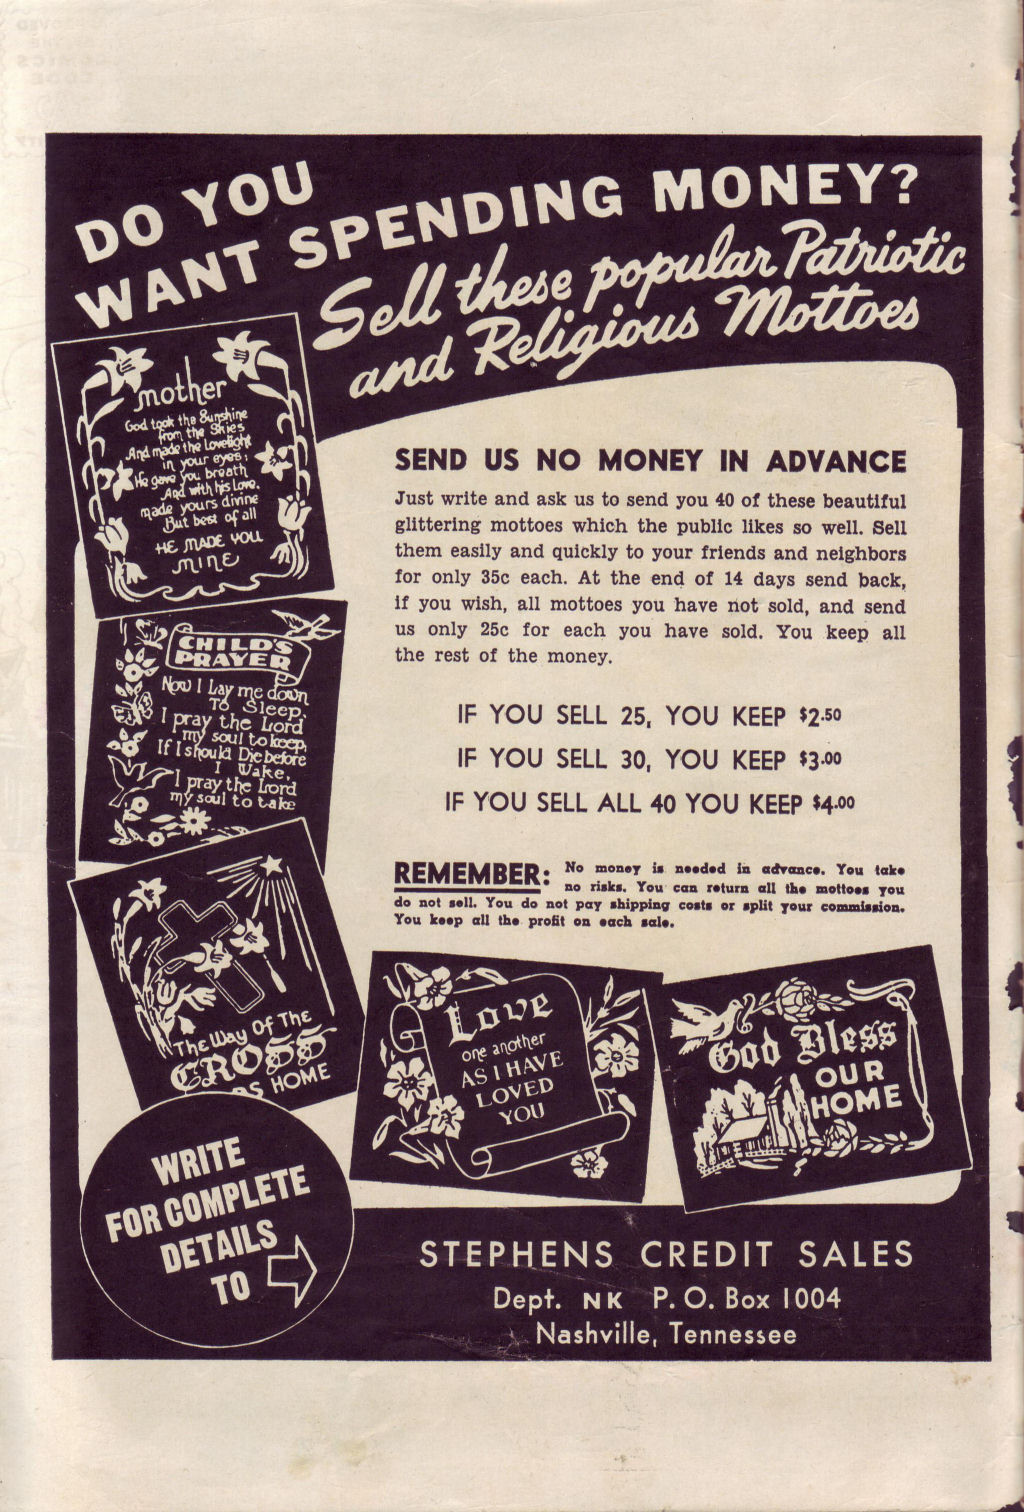 DO YOU
WANT SPENDING MONEY?
Sell these popular Patriotic
and Religious Mottoes
mother
God took the Sunshine
from the Skies
And made the Lovelight
in your eyes;
He gave you breath
And with his Love,
made yours divine
But best of all
HE MADE YOU
MINE
CHILD'S
PRAYER
Now I Lay me down
To Sleep,
I pray the Lord
my soul to keep,
If I should Die before
I Wake,
I pray the Lord
my soul to take
The Way Of The
CROSS
AS HOME
SEND US NO MONEY IN ADVANCE
Just write and ask us to send you 40 of these beautiful
glittering mottoes which the public likes so well. Sell
them easily and quickly to your friends and neighbors
for only 35c each. At the end of 14 days send back,
if you wish, all mottoes you have not sold, and send
us only 25c for each you have sold. You keep all
the rest of the money.
IF YOU SELL 25, YOU KEEP $2.50
IF YOU SELL 30, YOU KEEP $3.00
IF YOU SELL ALL 40 YOU KEEP $4.00
REMEMBER: No money is needed in advance. You take
no risks. You can return all the mottoes you
do not sell. You do not pay shipping costs or split your commission.
You keep all the profit on each sale.
Love
one another
AS I HAVE
LOVED
YOU
God Bless
OUR
HOME
WRITE
FOR COMPLETE
DETAILS
TO
STEPHENS CREDIT SALES
Dept. NK P. O. Box 1004
Nashville, Tennessee